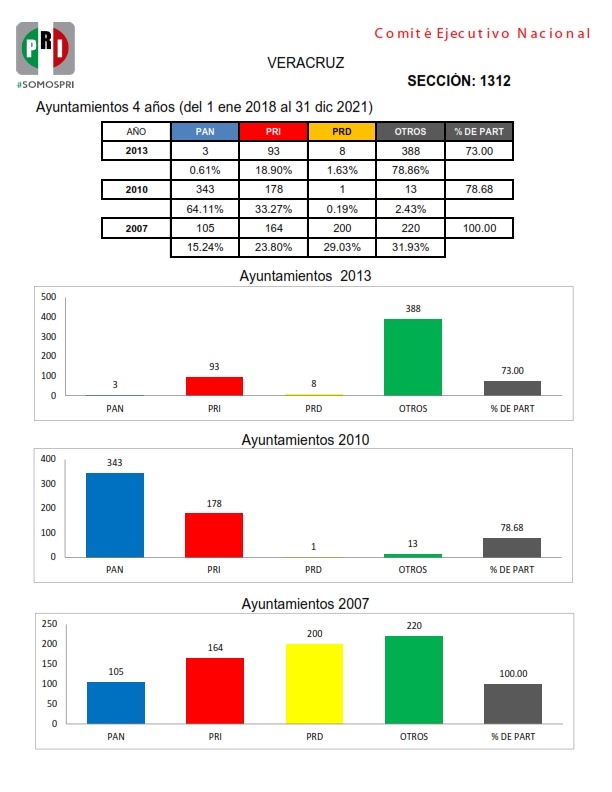 Comité Ejecutivo Nacional
PRI
#SOMOSPRI
VERACRUZ
SECCIÓN: 1312
Ayuntamientos 4 años (del 1 ene 2018 al 31 dic 2021)
AÑO PAN PRI PRD OTROS % DE PART
2013 3 93 8 388 73.00
0.61% 18.90% 1.63% 78.86%
2010 343 178 1 13 78.68
64.11% 33.27% 0.19% 2.43%
2007 105 164 200 220 100.00
15.24% 23.80% 29.03% 31.93%
Ayuntamientos 2013
500
400
300
200
100
0
3 93 8 388 73.00
PAN PRI PRD OTROS % DE PART
Ayuntamientos 2010
400
300
200
100
0
343 178 1 13 78.68
PAN PRI PRD OTROS % DE PART
Ayuntamientos 2007
250
200
150
100
50
0
105 164 200 220 100.00
PAN PRI PRD OTROS % DE PART